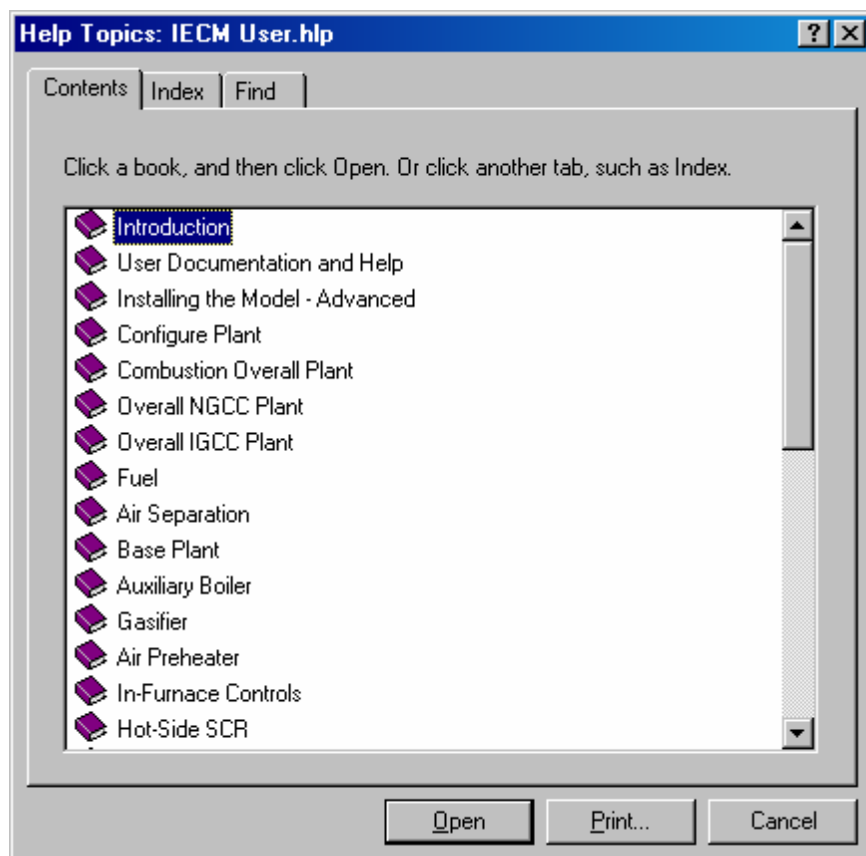 Help Topics: IECM User.hlp
Contents Index Find
Click a book, and then click Open. Or click another tab, such as Index.
Introduction
User Documentation and Help
Installing the Model - Advanced
Configure Plant
Combustion Overall Plant
Overall NGCC Plant
Overall IGCC Plant
Fuel
Air Separation
Base Plant
Auxiliary Boiler
Gasifier
Air Preheater
In-Furnace Controls
Hot-Side SCR
Open Print... Cancel